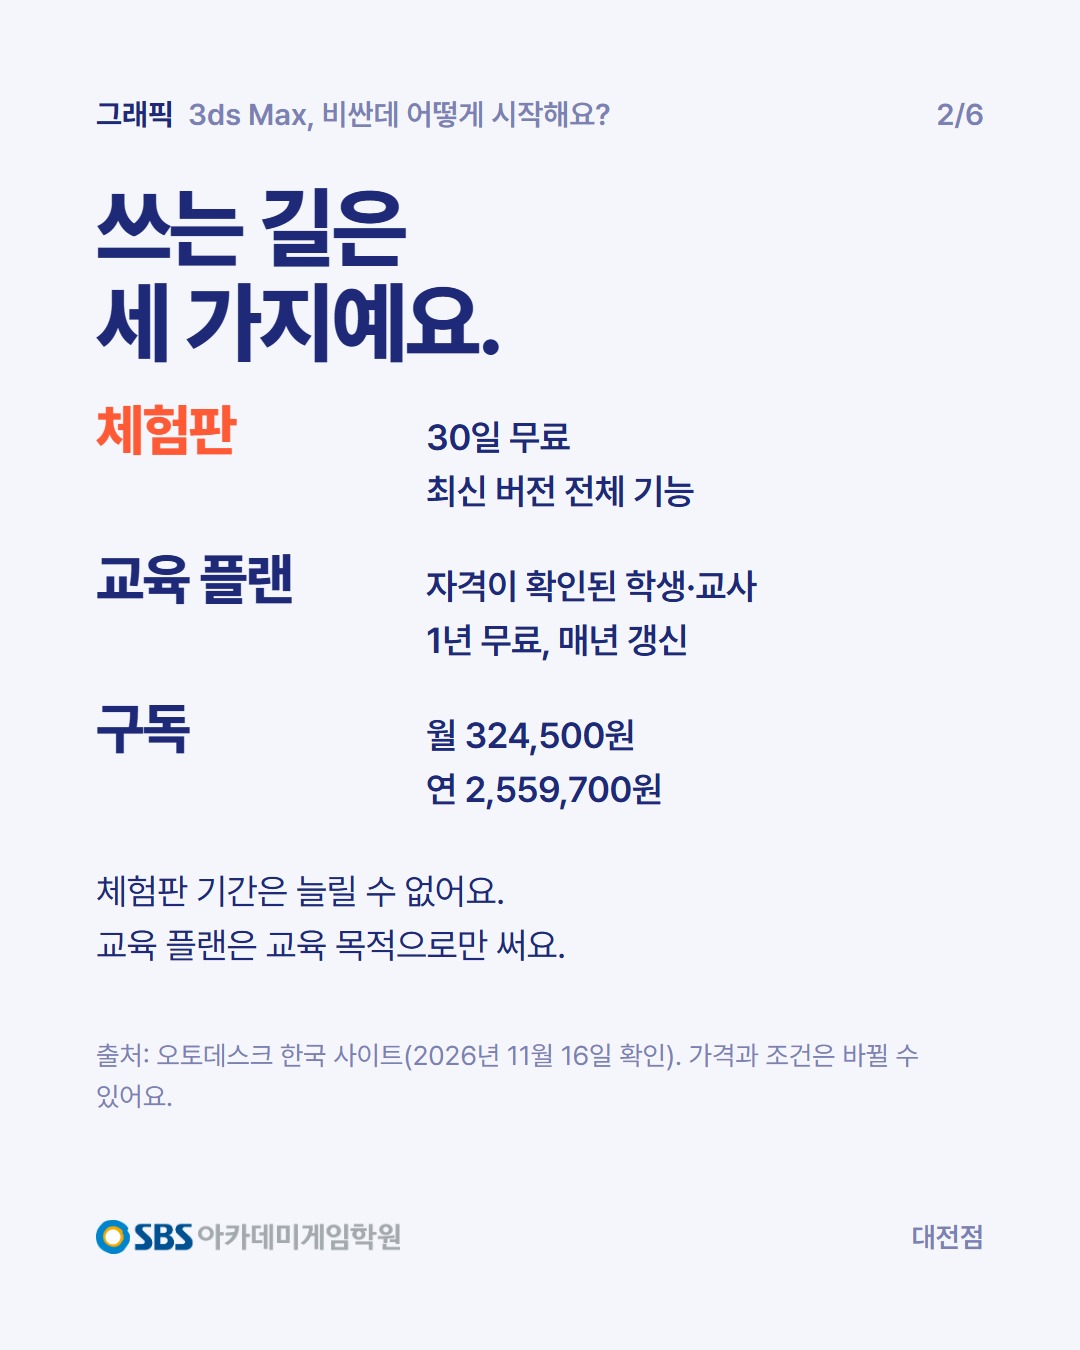 그래픽 3ds Max, 비싼데 어떻게 시작해요? 2/6
쓰는 길은
세 가지예요.
체험판
30일 무료
최신 버전 전체 기능
교육 플랜
자격이 확인된 학생·교사
1년 무료, 매년 갱신
구독
월 324,500원
연 2,559,700원
체험판 기간은 늘릴 수 없어요.
교육 플랜은 교육 목적으로만 써요.
출처: 오토데스크 한국 사이트(2026년 11월 16일 확인). 가격과 조건은 바뀔 수
있어요.
SBS 아카데미게임학원 대전점